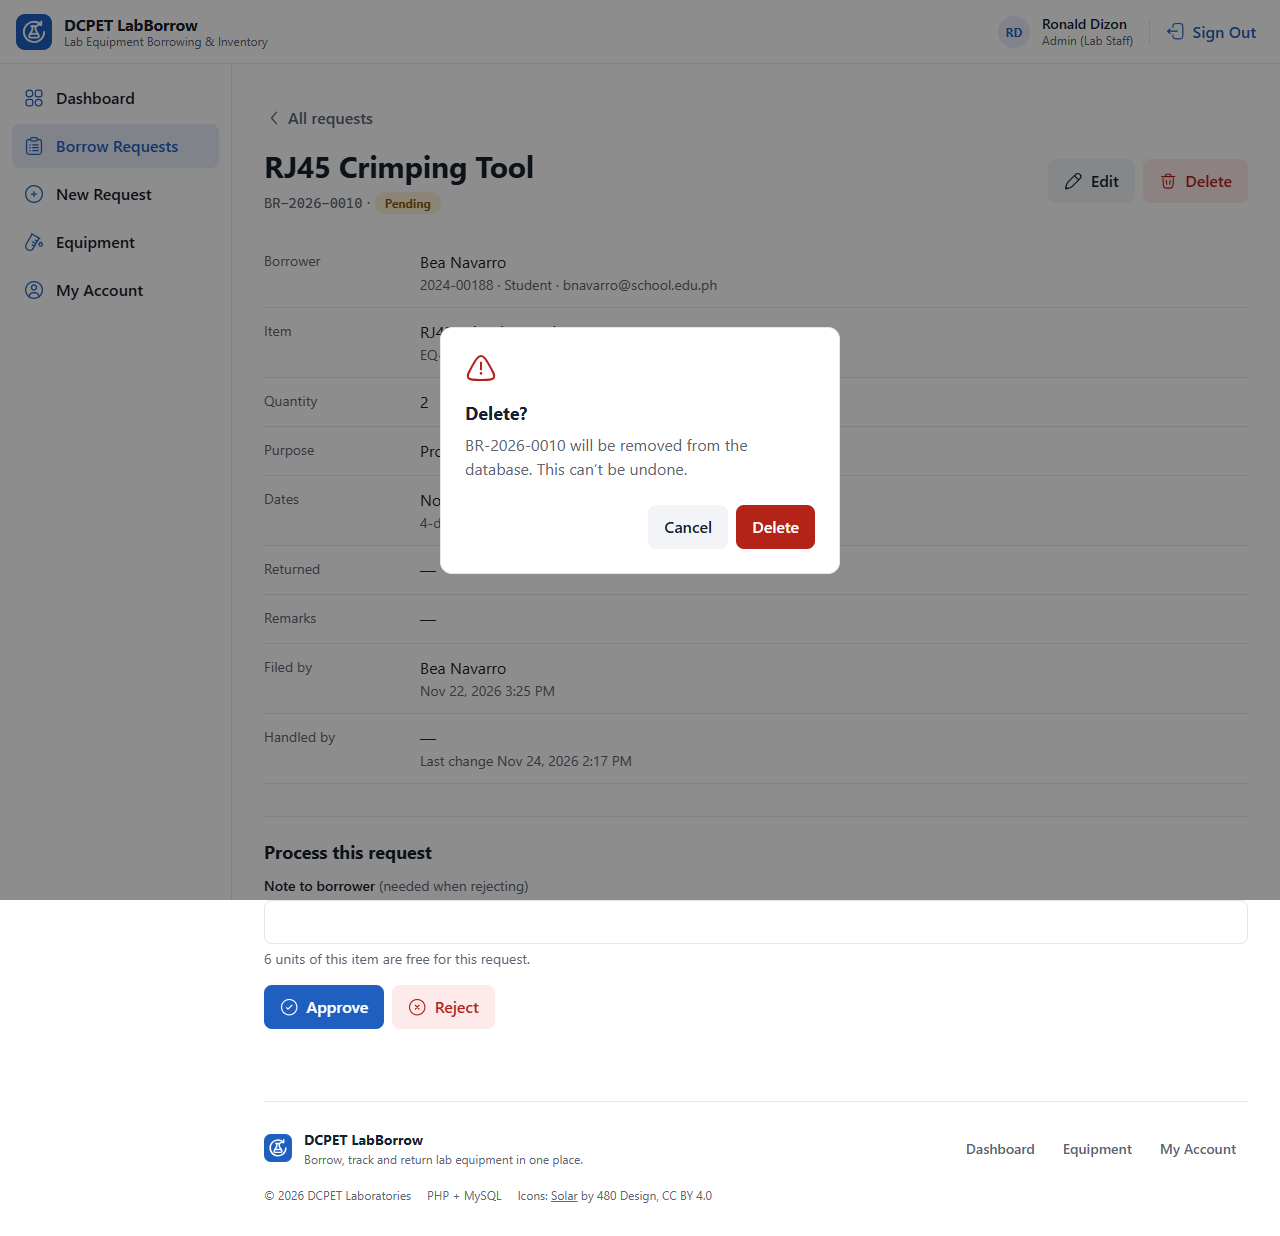 DCPET LabBorrow
Lab Equipment Borrowing & Inventory
RD
Ronald Dizon
Admin (Lab Staff)
Sign Out
Dashboard
Borrow Requests
New Request
Equipment
My Account
All requests
RJ45 Crimping Tool
BR-2026-0010 · Pending
Edit
Delete
Borrower
Bea Navarro
2024-00188 · Student · bnavarro@school.edu.ph
Item
Quantity
2
Purpose
Dates
Returned
—
Remarks
—
Filed by
Bea Navarro
Nov 22, 2026 3:25 PM
Handled by
—
Last change Nov 24, 2026 2:17 PM
Delete?
BR-2026-0010 will be removed from the
database. This can't be undone.
Cancel
Delete
Process this request
Note to borrower (needed when rejecting)
6 units of this item are free for this request.
Approve
Reject
DCPET LabBorrow
Borrow, track and return lab equipment in one place.
Dashboard
Equipment
My Account
© 2026 DCPET Laboratories
PHP + MySQL
Icons: Solar by 480 Design, CC BY 4.0